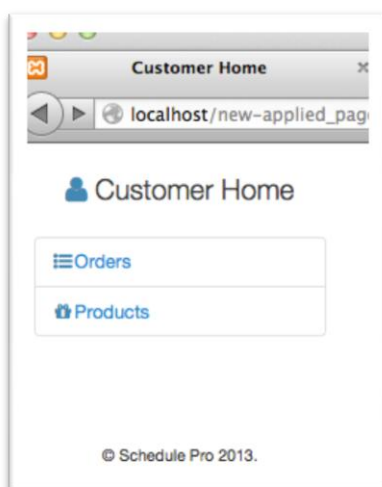 Customer Home
localhost/new-applied_pag
Customer Home
Orders
Products
© Schedule Pro 2013.